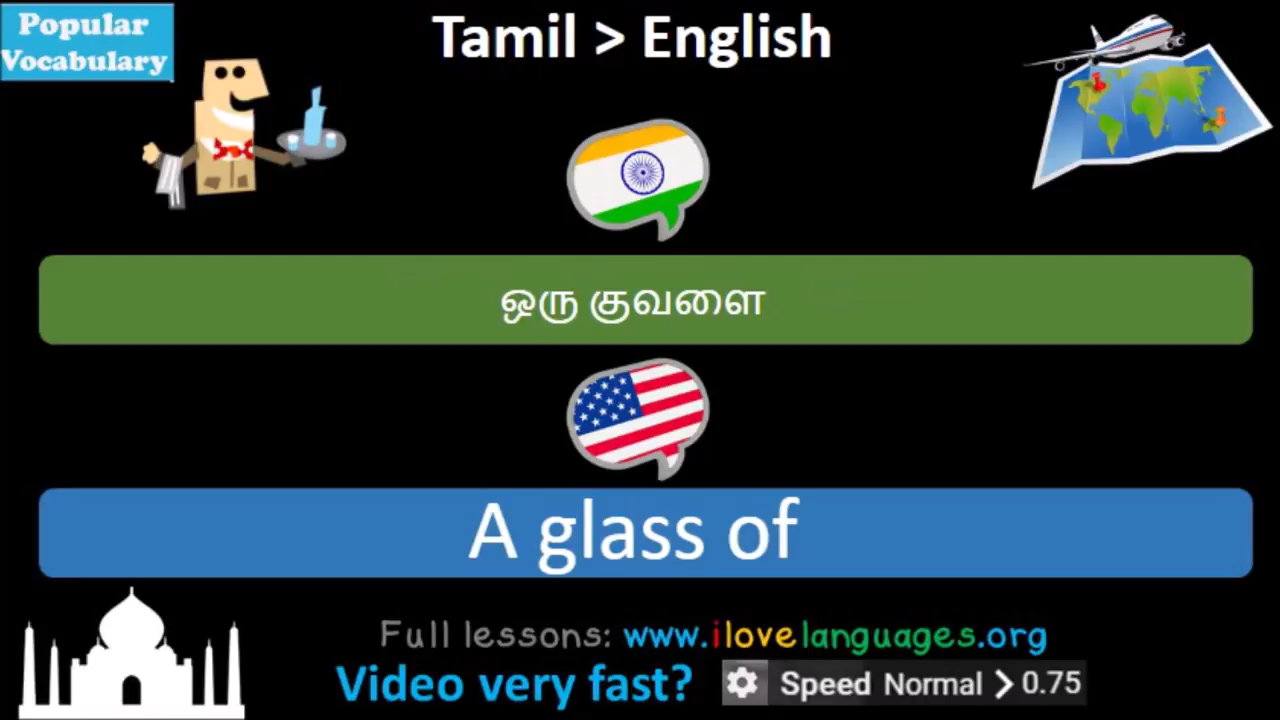 Popular
Vocabulary
Tamil > English
ஒரு குவளை
A glass of
Full lessons: www.ilovelanguages.org
Video very fast? Speed Normal > 0.75